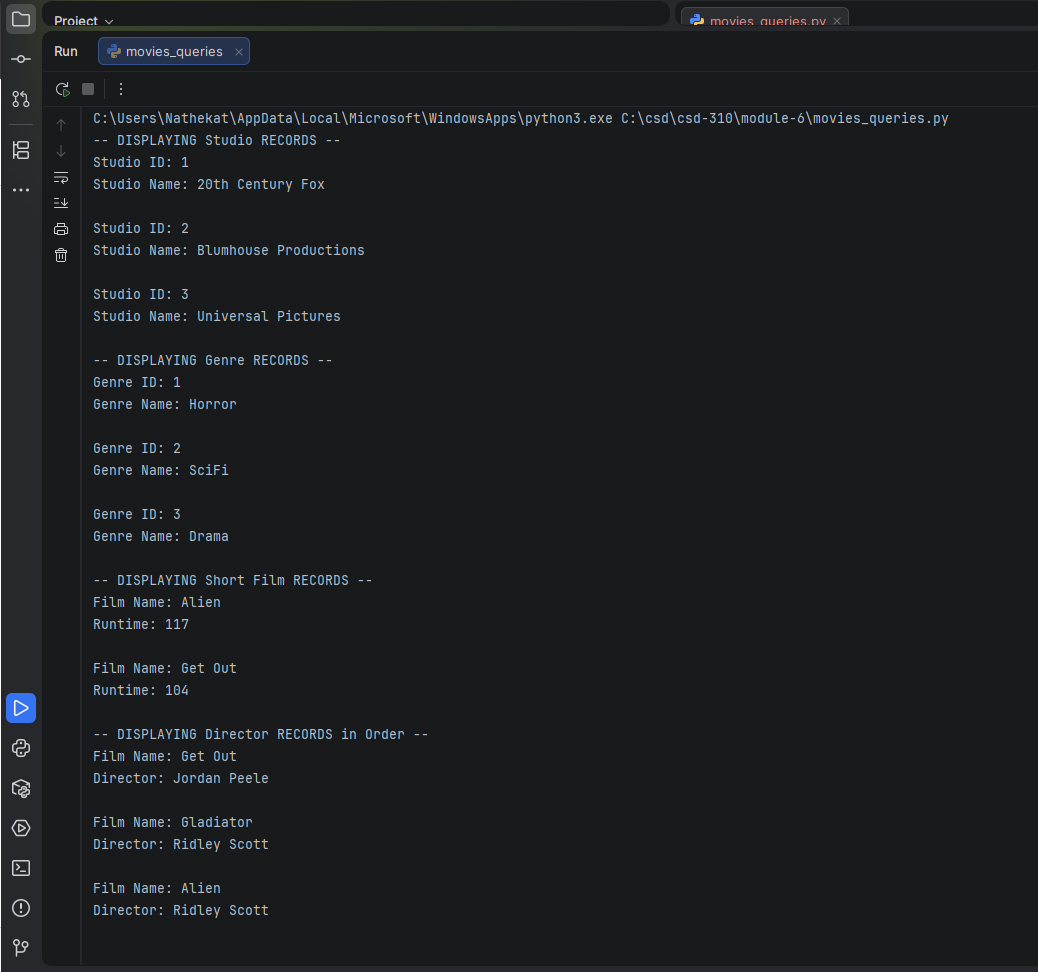 Project
movies_queries.py
Run
movies_queries
C:\Users\Nathekat\AppData\Local\Microsoft\WindowsApps\python3.exe C:\csd\csd-310\module-6\movies_queries.py
-- DISPLAYING Studio RECORDS --
Studio ID: 1
Studio Name: 20th Century Fox
Studio ID: 2
Studio Name: Blumhouse Productions
Studio ID: 3
Studio Name: Universal Pictures
-- DISPLAYING Genre RECORDS --
Genre ID: 1
Genre Name: Horror
Genre ID: 2
Genre Name: SciFi
Genre ID: 3
Genre Name: Drama
-- DISPLAYING Short Film RECORDS --
Film Name: Alien
Runtime: 117
Film Name: Get Out
Runtime: 104
-- DISPLAYING Director RECORDS in Order --
Film Name: Get Out
Director: Jordan Peele
Film Name: Gladiator
Director: Ridley Scott
Film Name: Alien
Director: Ridley Scott